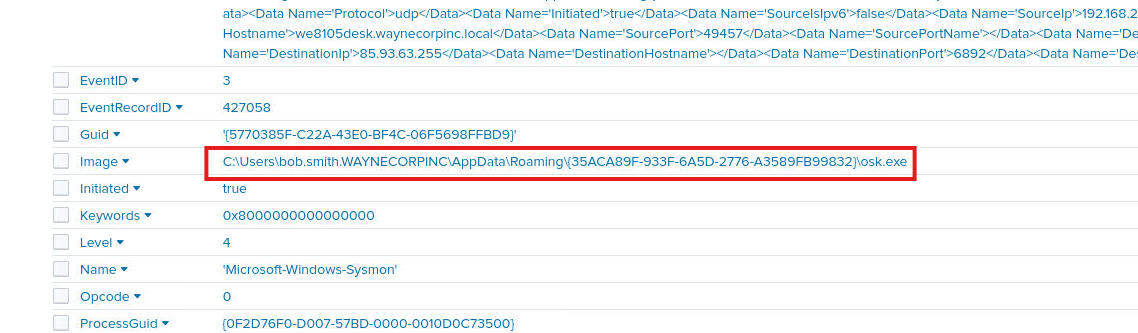 ata><Data Name='Protocol'>udp</Data><Data Name='Initiated'>true</Data><Data Name='SourceIsIpv6'>false</Data><Data Name='SourceIp'>192.168.2
Hostname'>we8105desk.waynecorpinc.local</Data><Data Name='SourcePort'>49457</Data><Data Name='SourcePortName'></Data><Data Name='De
Name='DestinationIp'>85.93.63.255</Data><Data Name='DestinationHostname'></Data><Data Name='DestinationPort'>6892</Data><Data Name='Des
EventID 3
EventRecordID 427058
Guid '{5770385F-C22A-43E0-BF4C-06F5698FFBD9}'
Image C:\Users\bob.smith.WAYNECORPINC\AppData\Roaming\{35ACA89F-933F-6A5D-2776-A3589FB99832}\osk.exe
Initiated true
Keywords 0x8000000000000000
Level 4
Name 'Microsoft-Windows-Sysmon'
Opcode 0
ProcessGuid {0F2D76F0-D007-57BD-0000-0010D0C73500}